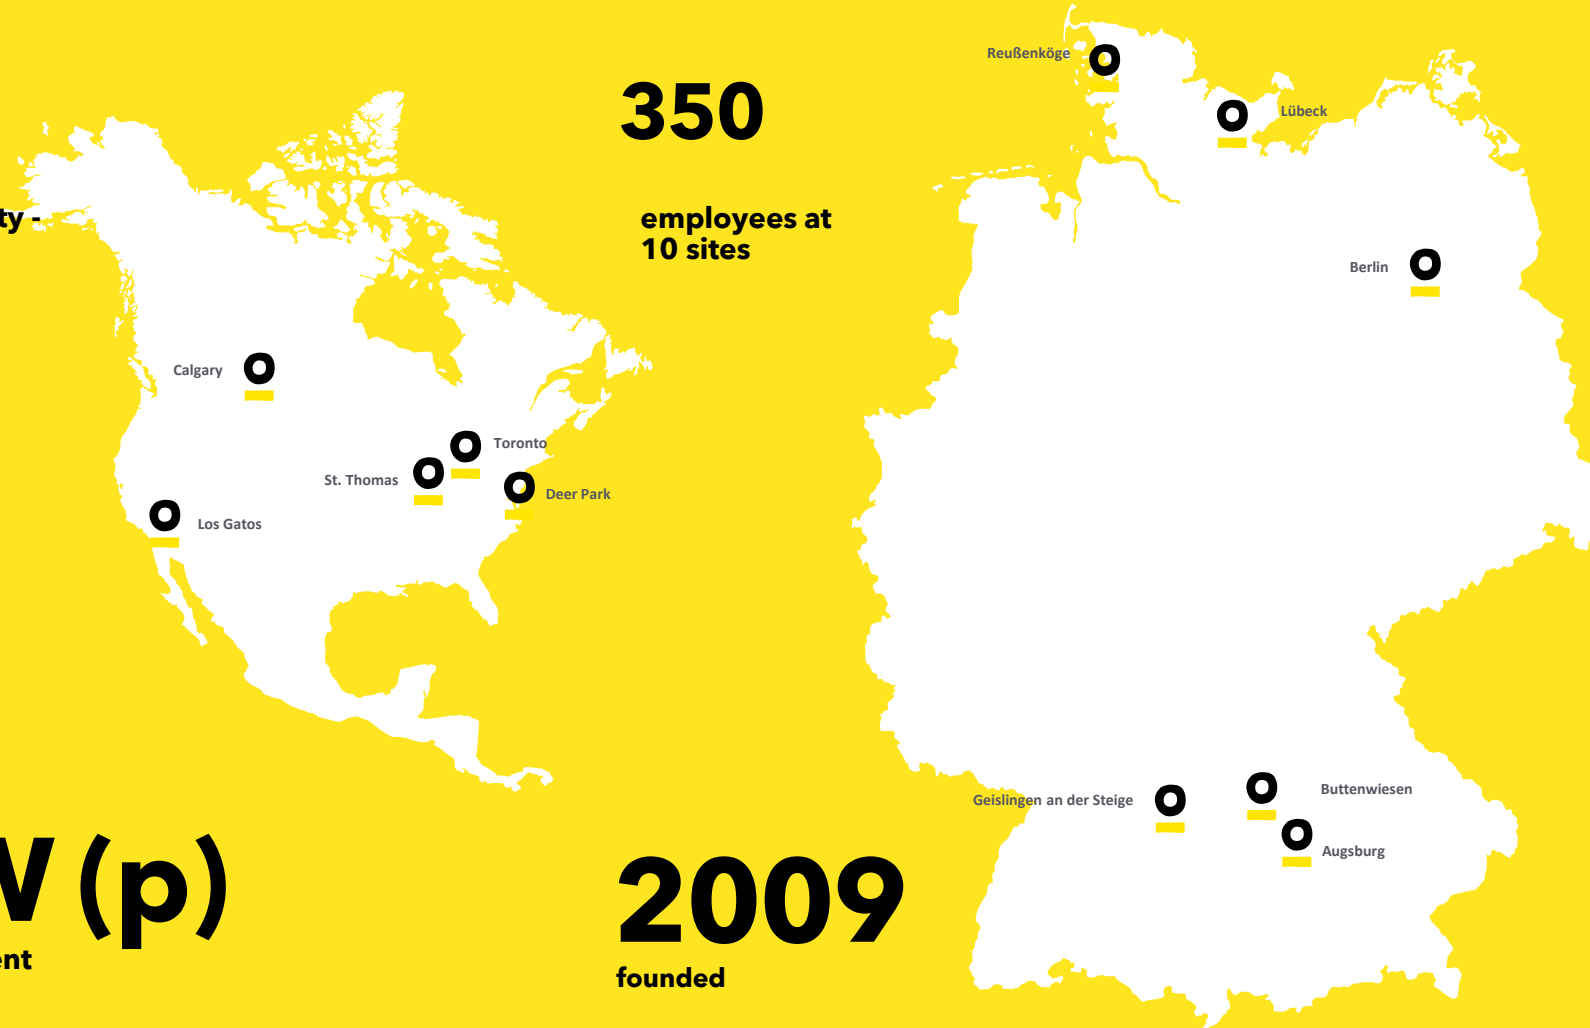 350
employees at
10 sites
ty -
Calgary
Toronto
St. Thomas
Deer Park
Los Gatos
W (p)
ent
2009
founded
Reußenköge
Lübeck
Berlin
Geislingen an der Steige
Buttenwiesen
Augsburg